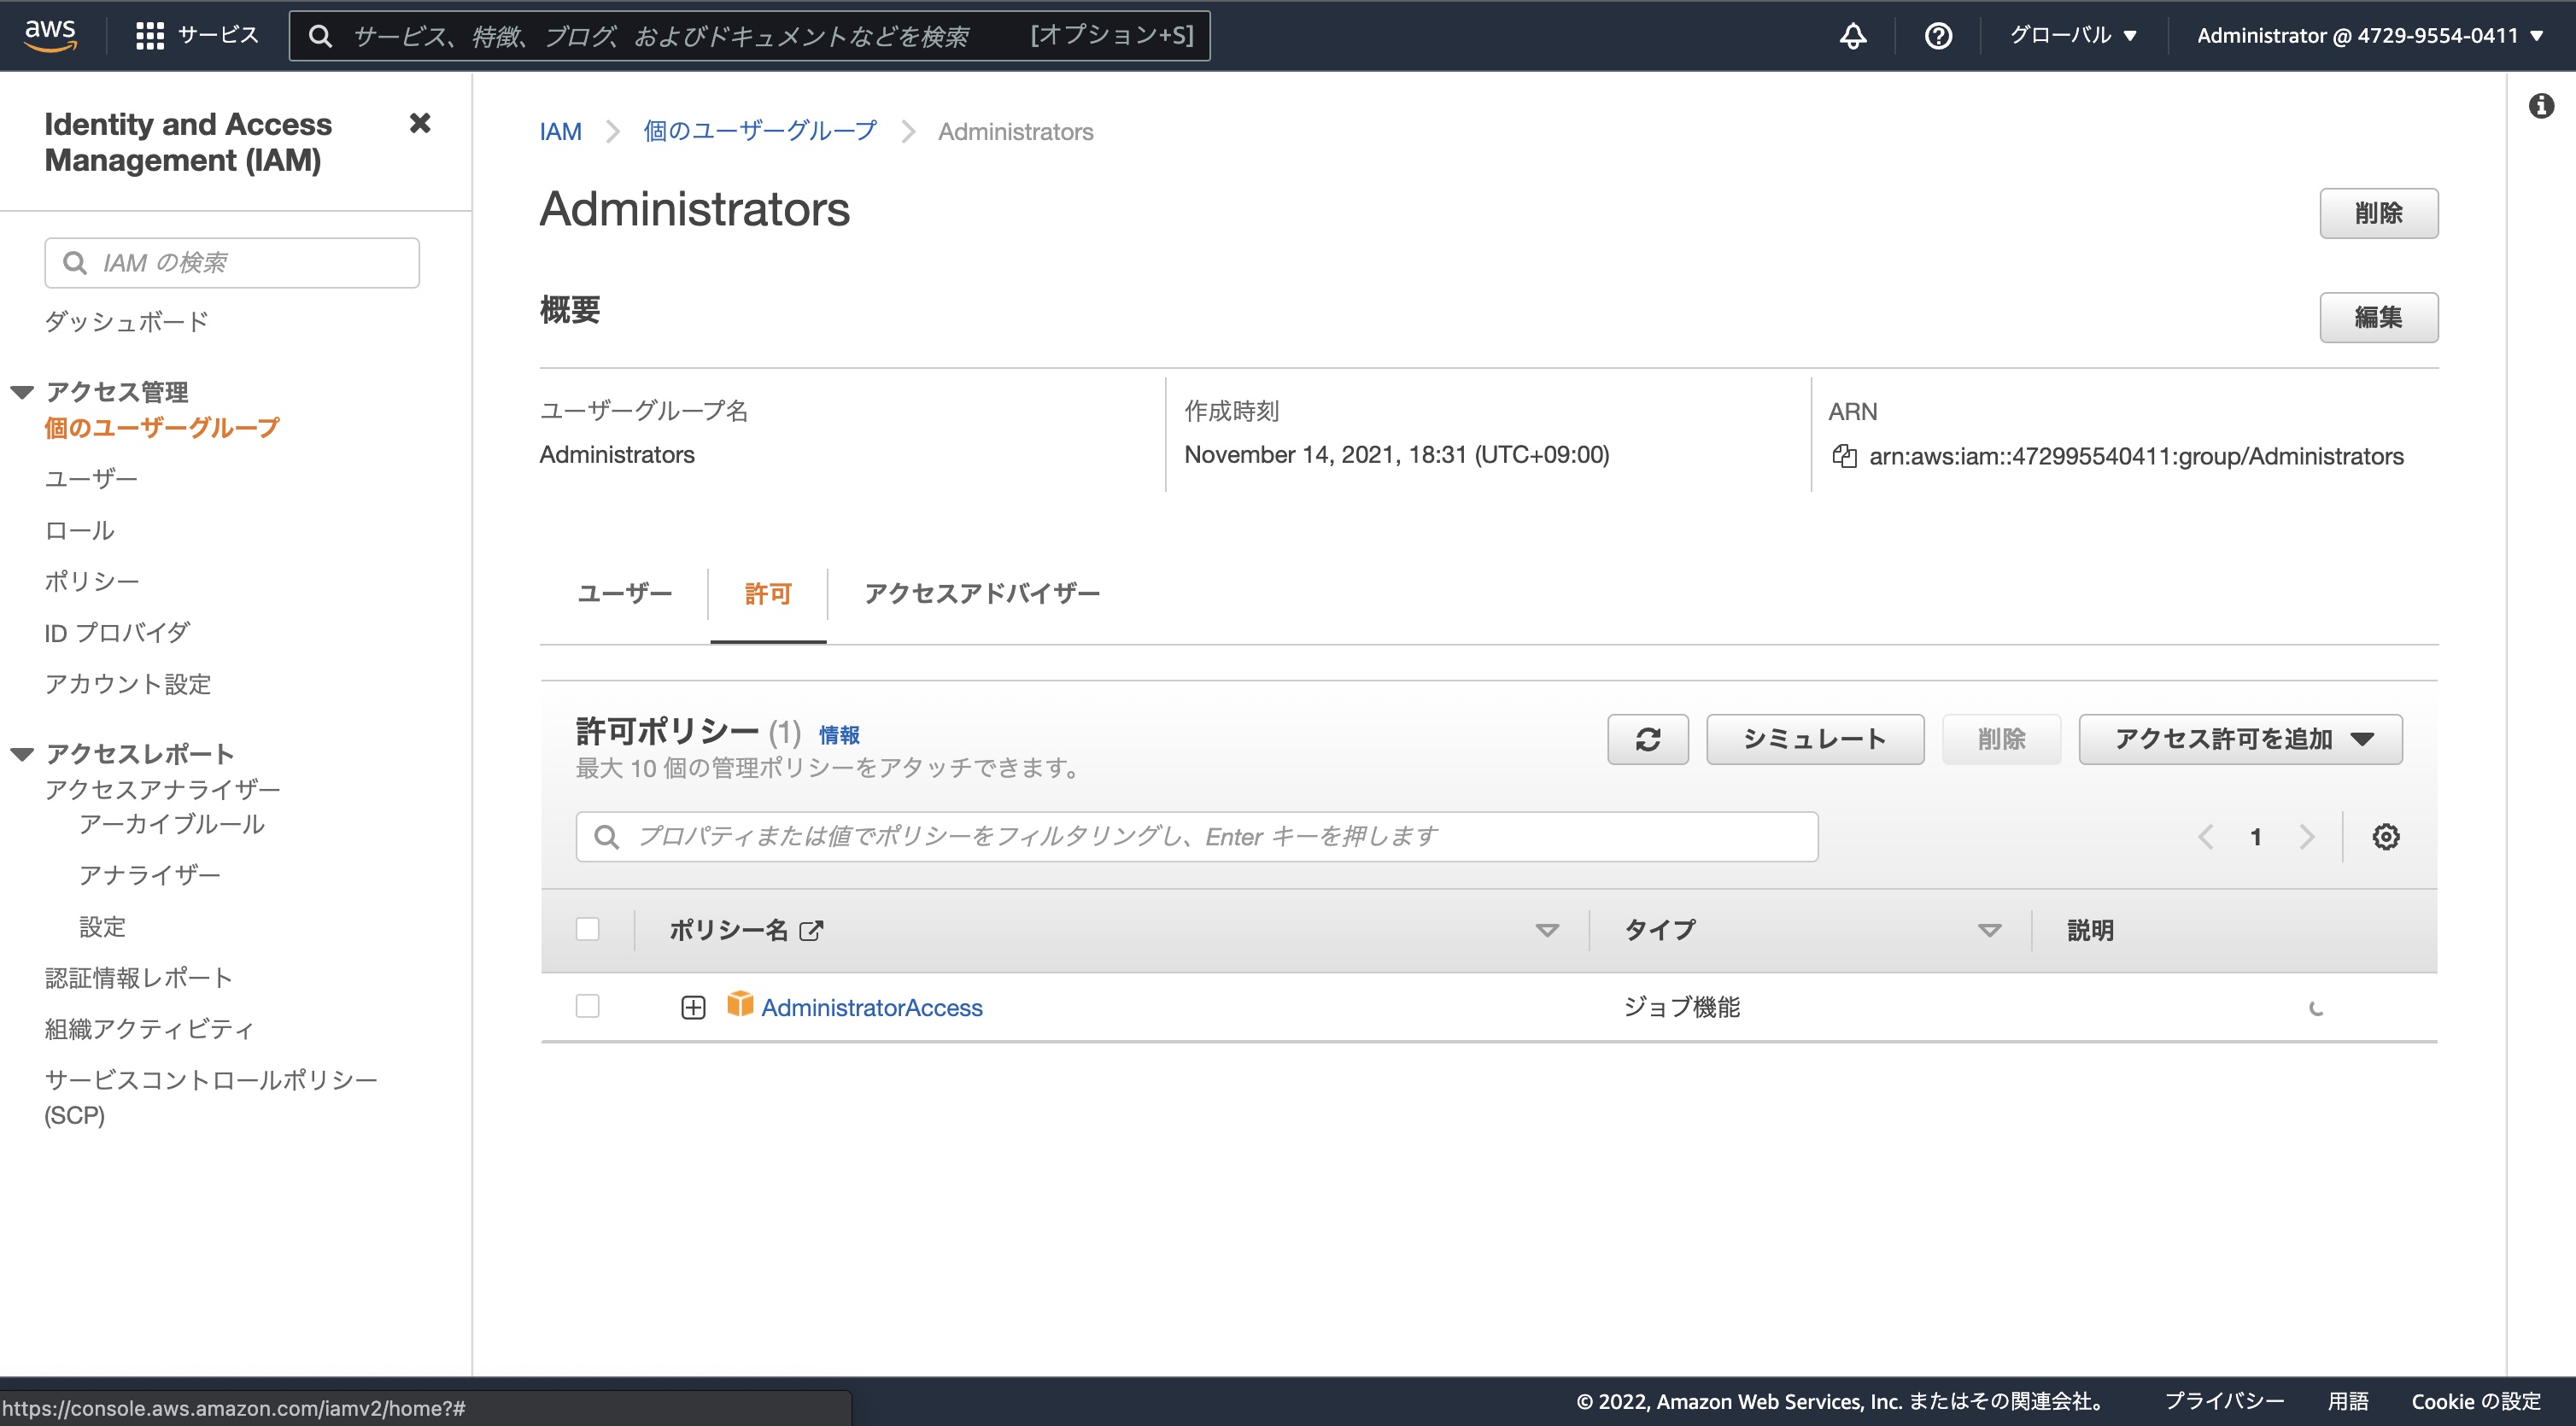 aws
サービス
サービス、特徴、ブログ、およびドキュメントなどを検索
[オプション+S]
グローバル ▼
Administrator @ 4729-9554-0411 ▼
Identity and Access
Management (IAM)
IAM の検索
ダッシュボード
アクセス管理
個のユーザーグループ
ユーザー
ロール
ポリシー
ID プロバイダ
アカウント設定
アクセスレポート
アクセスアナライザー
アーカイブルール
アナライザー
設定
認証情報レポート
組織アクティビティ
サービスコントロールポリシー
(SCP)
IAM
個のユーザーグループ
Administrators
Administrators
削除
概要
編集
ユーザーグループ名
Administrators
作成時刻
November 14, 2021, 18:31 (UTC+09:00)
ARN
arn:aws:iam::472995540411:group/Administrators
ユーザー
許可
アクセスアドバイザー
許可ポリシー (1) 情報
最大 10 個の管理ポリシーをアタッチできます。
シミュレート
削除
アクセス許可を追加
プロパティまたは値でポリシーをフィルタリングし、Enter キーを押します
1
ポリシー名
タイプ
説明
AdministratorAccess
ジョブ機能
https://console.aws.amazon.com/iamv2/home?#
© 2022, Amazon Web Services, Inc. またはその関連会社。
プライバシー
用語
Cookie の設定